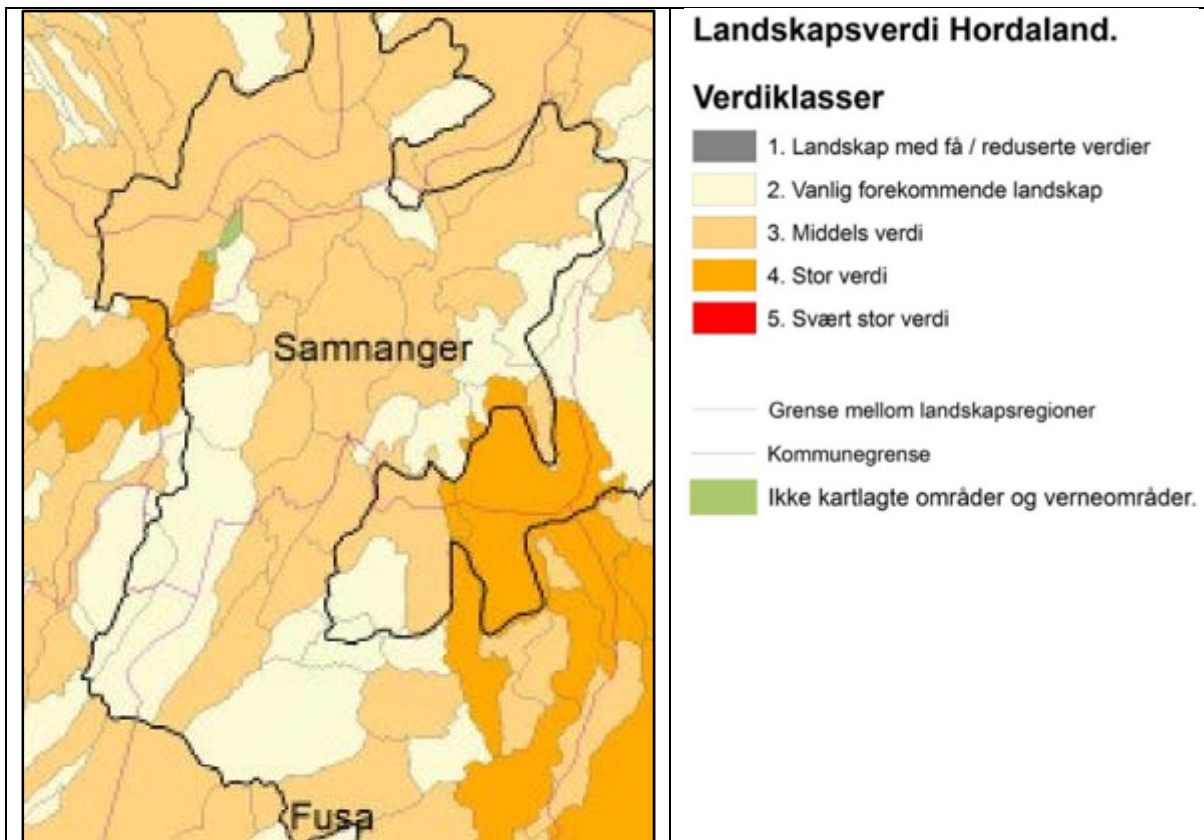 Samnanger
Fusa
Landskapsverdi Hordaland.
Verdiklasser
1. Landskap med få / reduserte verdier
2. Vanlig forekommende landskap
3. Middels verdi
4. Stor verdi
5. Svært stor verdi
Grense mellom landskapsregioner
Kommunegrense
Ikke kartlagte områder og verneområder.